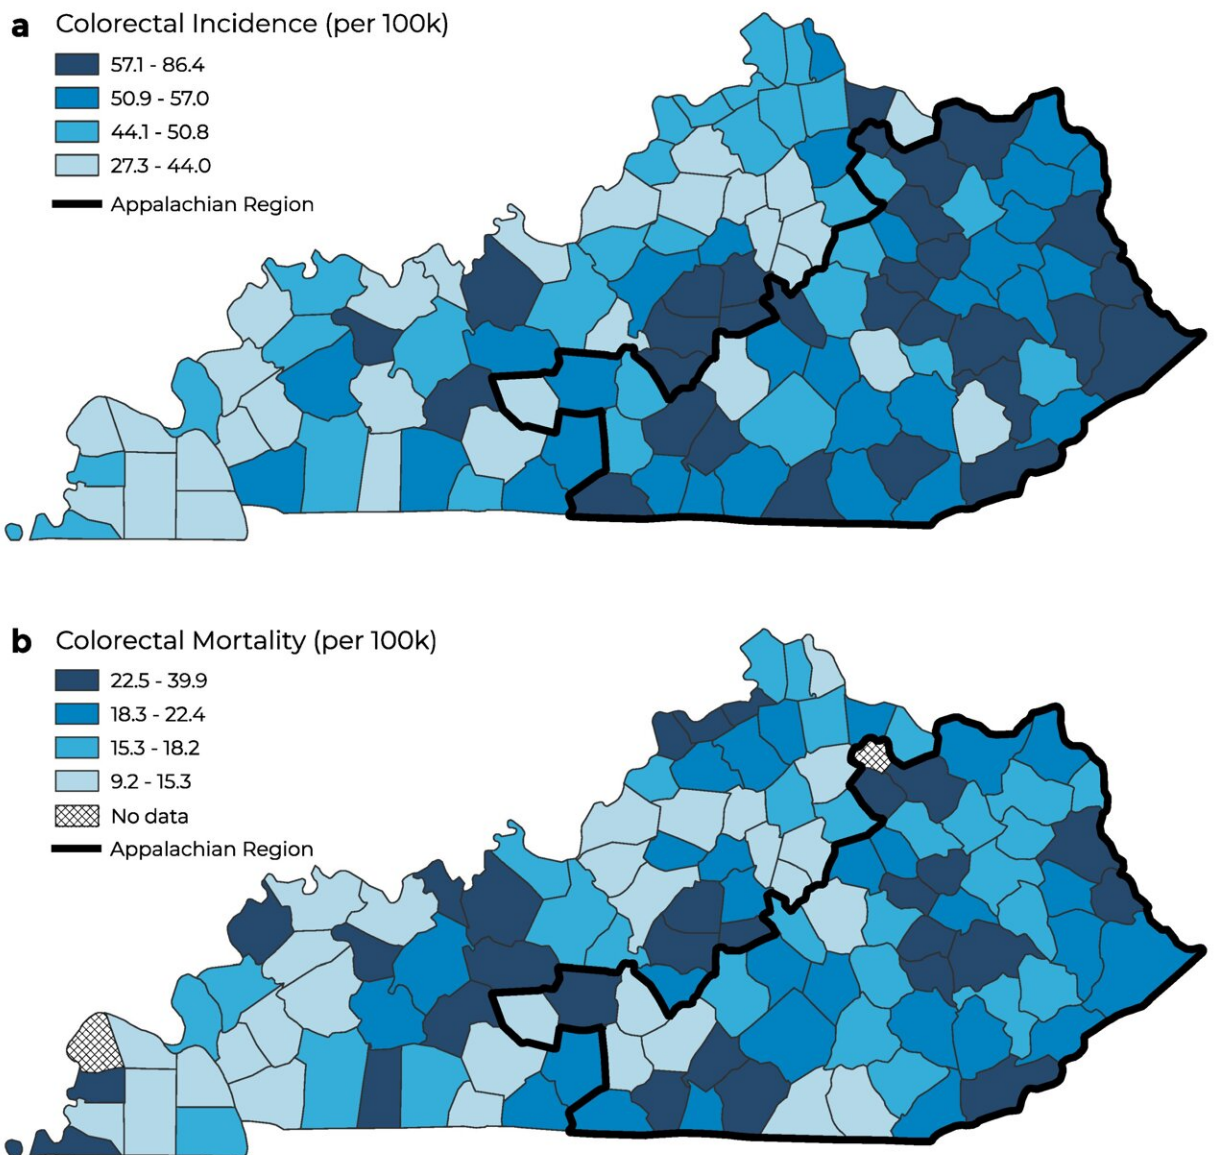 a Colorectal Incidence (per 100k)
57.1 - 86.4
50.9 - 57.0
44.1 - 50.8
27.3 - 44.0
Appalachian Region
b Colorectal Mortality (per 100k)
22.5 - 39.9
18.3 - 22.4
15.3 - 18.2
9.2 - 15.3
No data
Appalachian Region